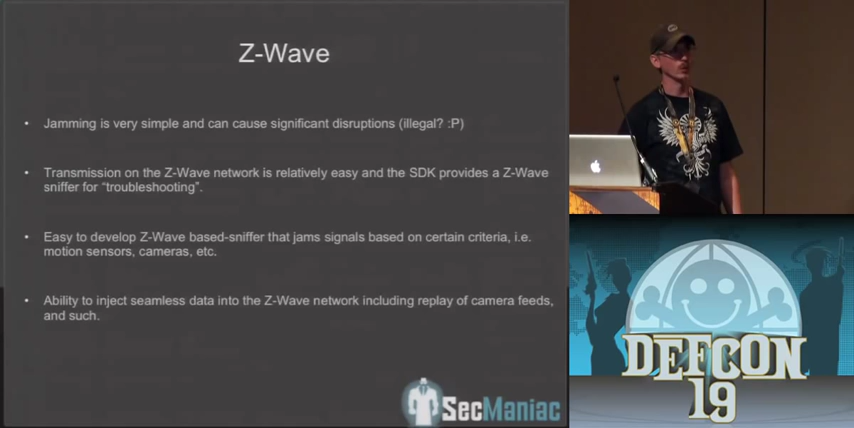 Z-Wave
• Jamming is very simple and can cause significant disruptions (illegal? :P)
• Transmission on the Z-Wave network is relatively easy and the SDK provides a Z-Wave
sniffer for “troubleshooting”.
• Easy to develop Z-Wave based-sniffer that jams signals based on certain criteria, i.e.
motion sensors, cameras, etc.
• Ability to inject seamless data into the Z-Wave network including replay of camera feeds,
and such.
SecManiac
DEFCON
19